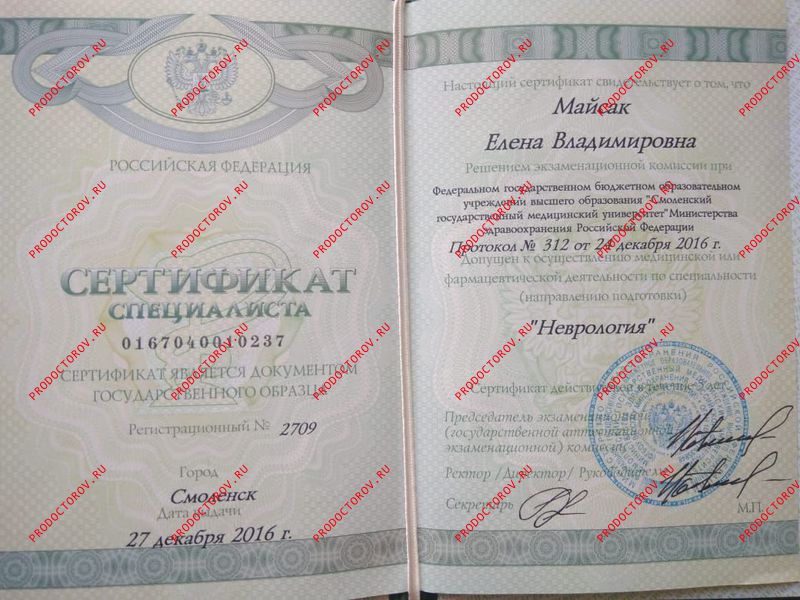 РОССИЙСКАЯ ФЕДЕРАЦИЯ
СЕРТИФИКАТ
СПЕЦИАЛИСТА
0167040010237
СЕРТИФИКАТ ЯВЛЯЕТСЯ ДОКУМЕНТОМ
ГОСУДАРСТВЕННОГО ОБРАЗЦА
Регистрационный № 2709
Город
Смоленск
Дата выдачи
27 декабря 2016 г.
Настоящий сертификат свидетельствует о том, что
Майсак
Елена Владимировна
Решением экзаменационной комиссии при
Федеральном государственном бюджетном образовательном
учреждении высшего образования "Смоленский
государственный медицинский университет"Министерства
здравоохранения Российской Федерации
Протокол № 312 от 24 декабря 2016 г.
Допущен к осуществлению медицинской или
фармацевтической деятельности по специальности
(направлению подготовки)
"Неврология"
Сертификат действителен в течение 5 лет
Председатель экзаменационной
(государственной аттестационной
экзаменационной) комиссии
Ректор /Директор/ Руководитель
Секретарь
М.П.
PRODOCTOROV.RU